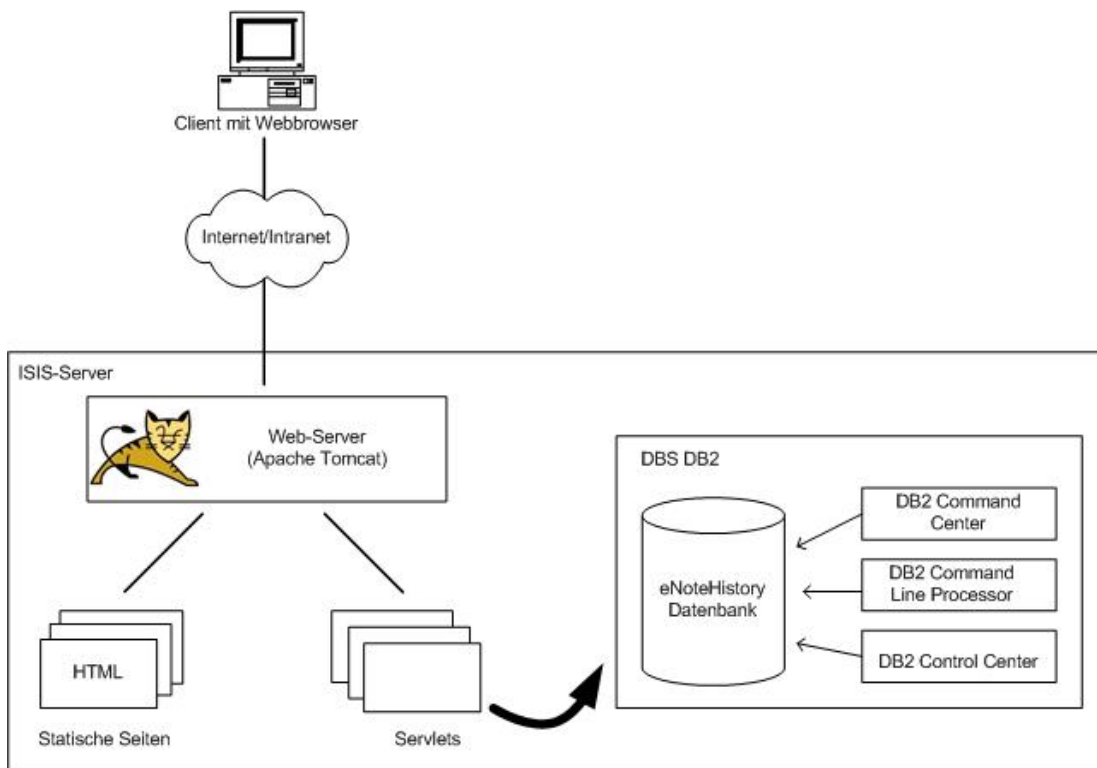 Client mit Webbrowser
Internet/Intranet
ISIS-Server
Web-Server
(Apache Tomcat)
DBS DB2
eNoteHistory
Datenbank
DB2 Command
Center
DB2 Command
Line Processor
DB2 Control Center
HTML
Statische Seiten
Servlets